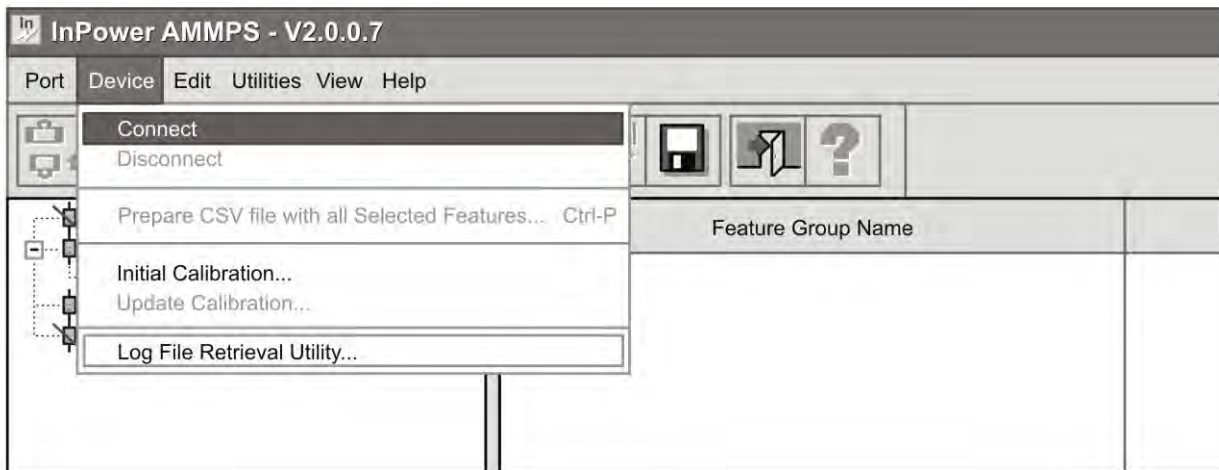 In
InPower AMMPS - V2.0.0.7
Port Device Edit Utilities View Help
Connect
Disconnect
Prepare CSV file with all Selected Features... Ctrl-P
Feature Group Name
Initial Calibration...
Update Calibration...
Log File Retrieval Utility...